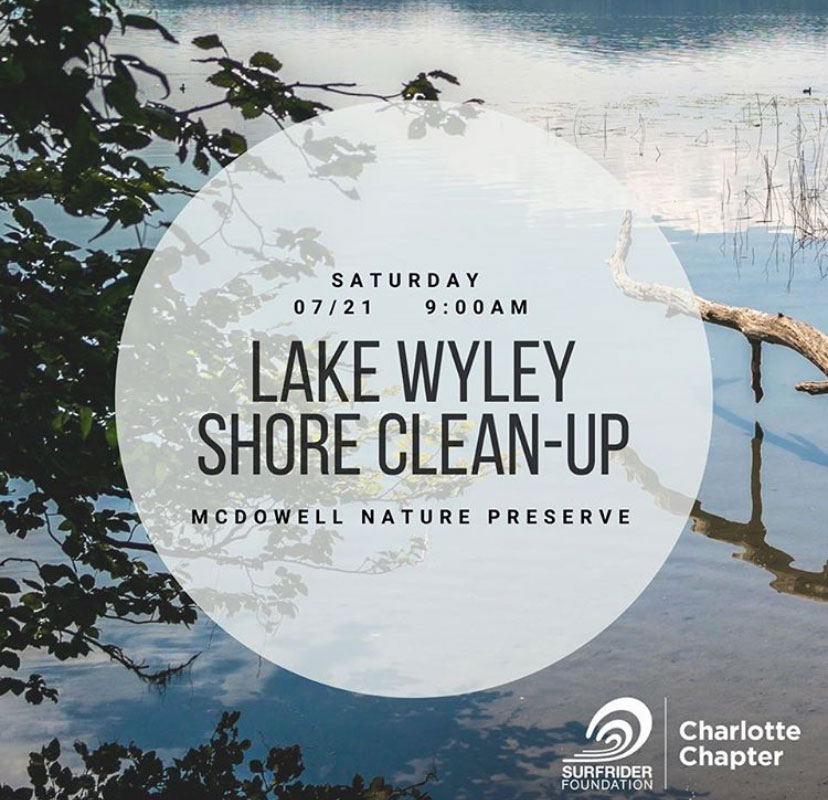 SATURDAY
07/21 9:00AM
LAKE WYLEY
SHORE CLEAN-UP
MCDOWELL NATURE PRESERVE
SURFRIDER
FOUNDATION
Charlotte
Chapter